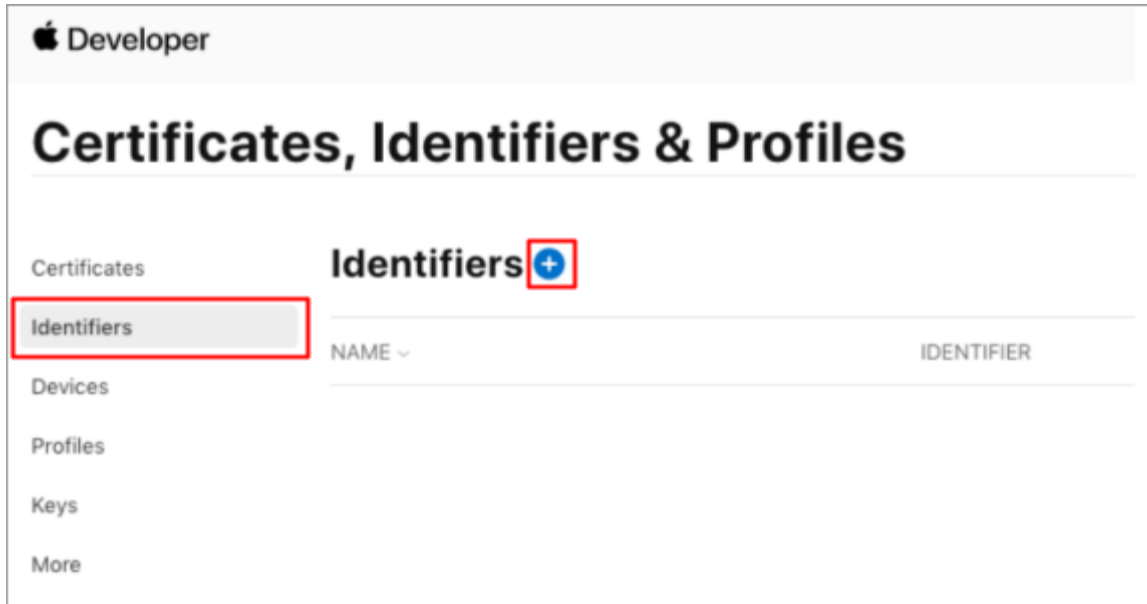 Developer
Certificates, Identifiers & Profiles
Certificates
Identifiers
Devices
Profiles
Keys
More
Identifiers
NAME
IDENTIFIER